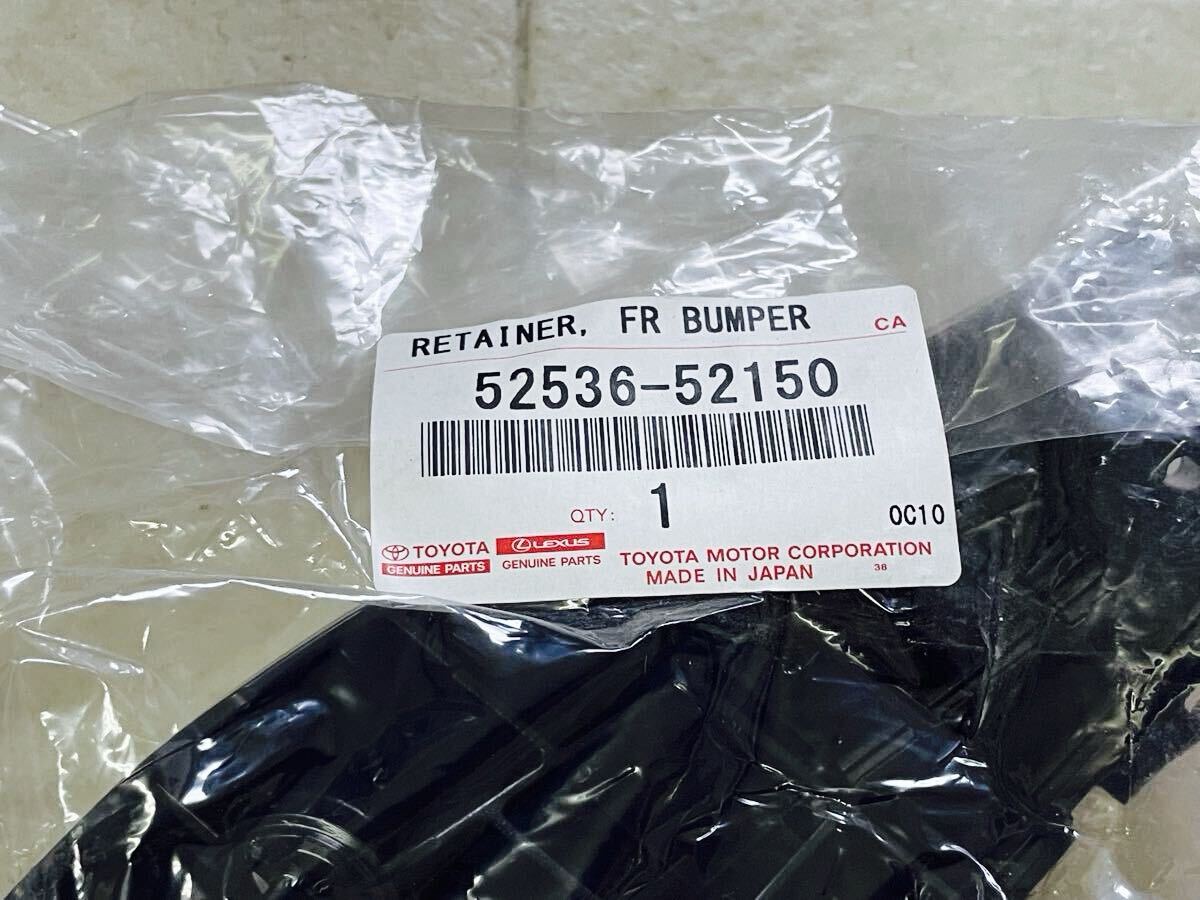 RETAINER, FR BUMPER CA
52536-52150
QTY: 1 0C10
TOYOTA
GENUINE PARTS
LEXUS
GENUINE PARTS
TOYOTA MOTOR CORPORATION
MADE IN JAPAN 38